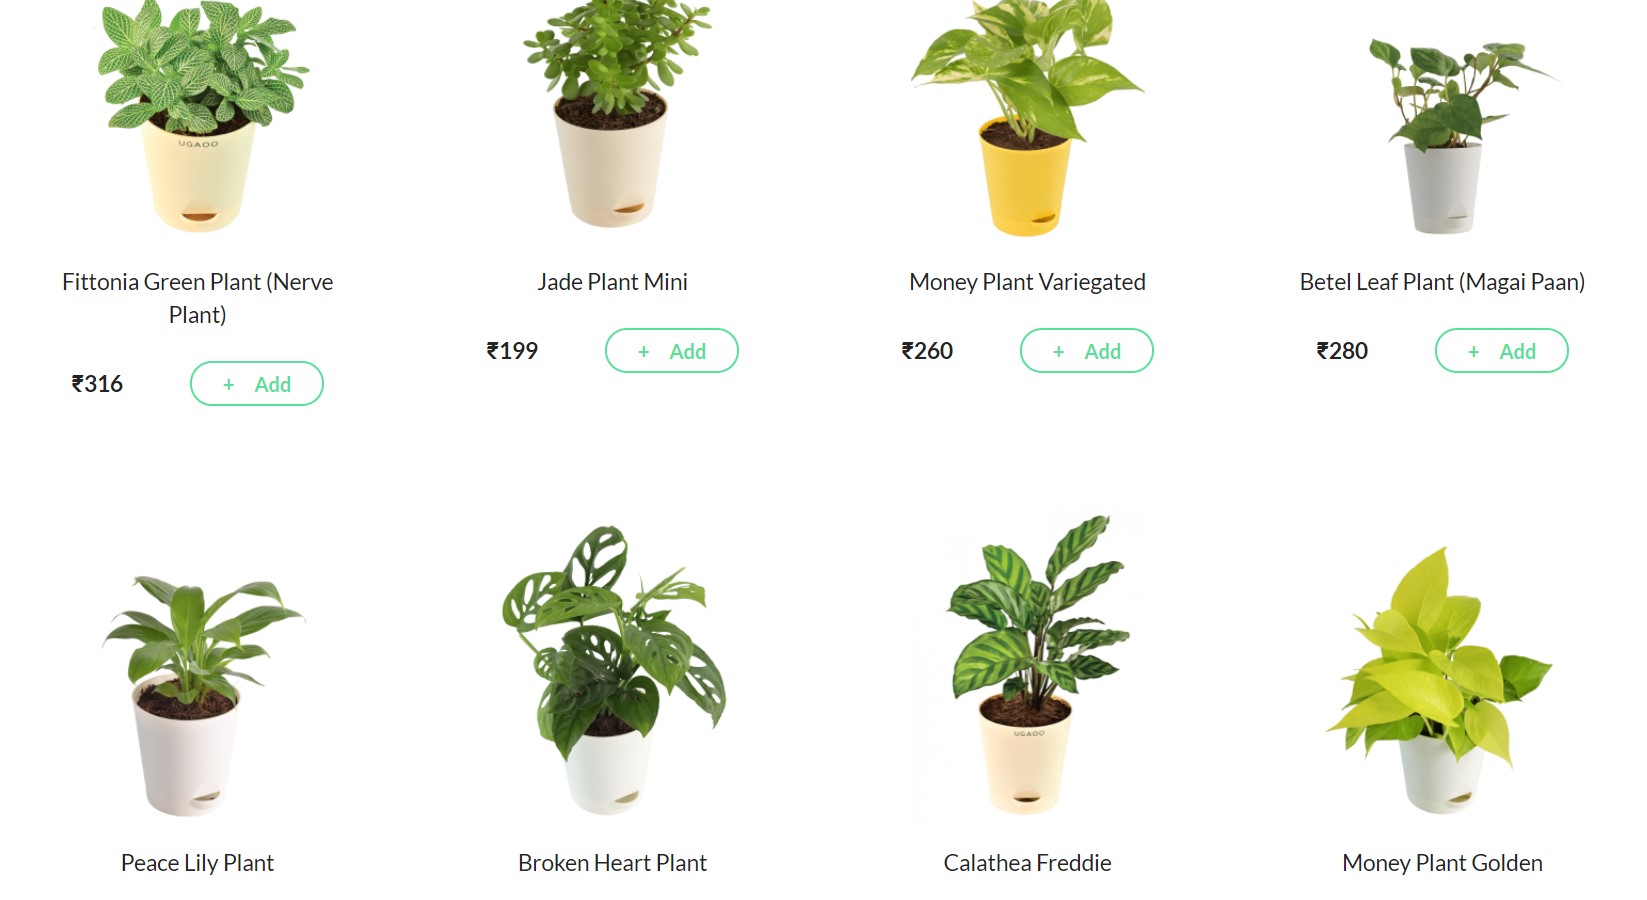 UGAOO
Fittonia Green Plant (Nerve
Plant)
₹316
+ Add
Jade Plant Mini
₹199
+ Add
Money Plant Variegated
₹260
+ Add
Betel Leaf Plant (Magai Paan)
₹280
+ Add
Peace Lily Plant
Broken Heart Plant
UGAOO
Calathea Freddie
Money Plant Golden